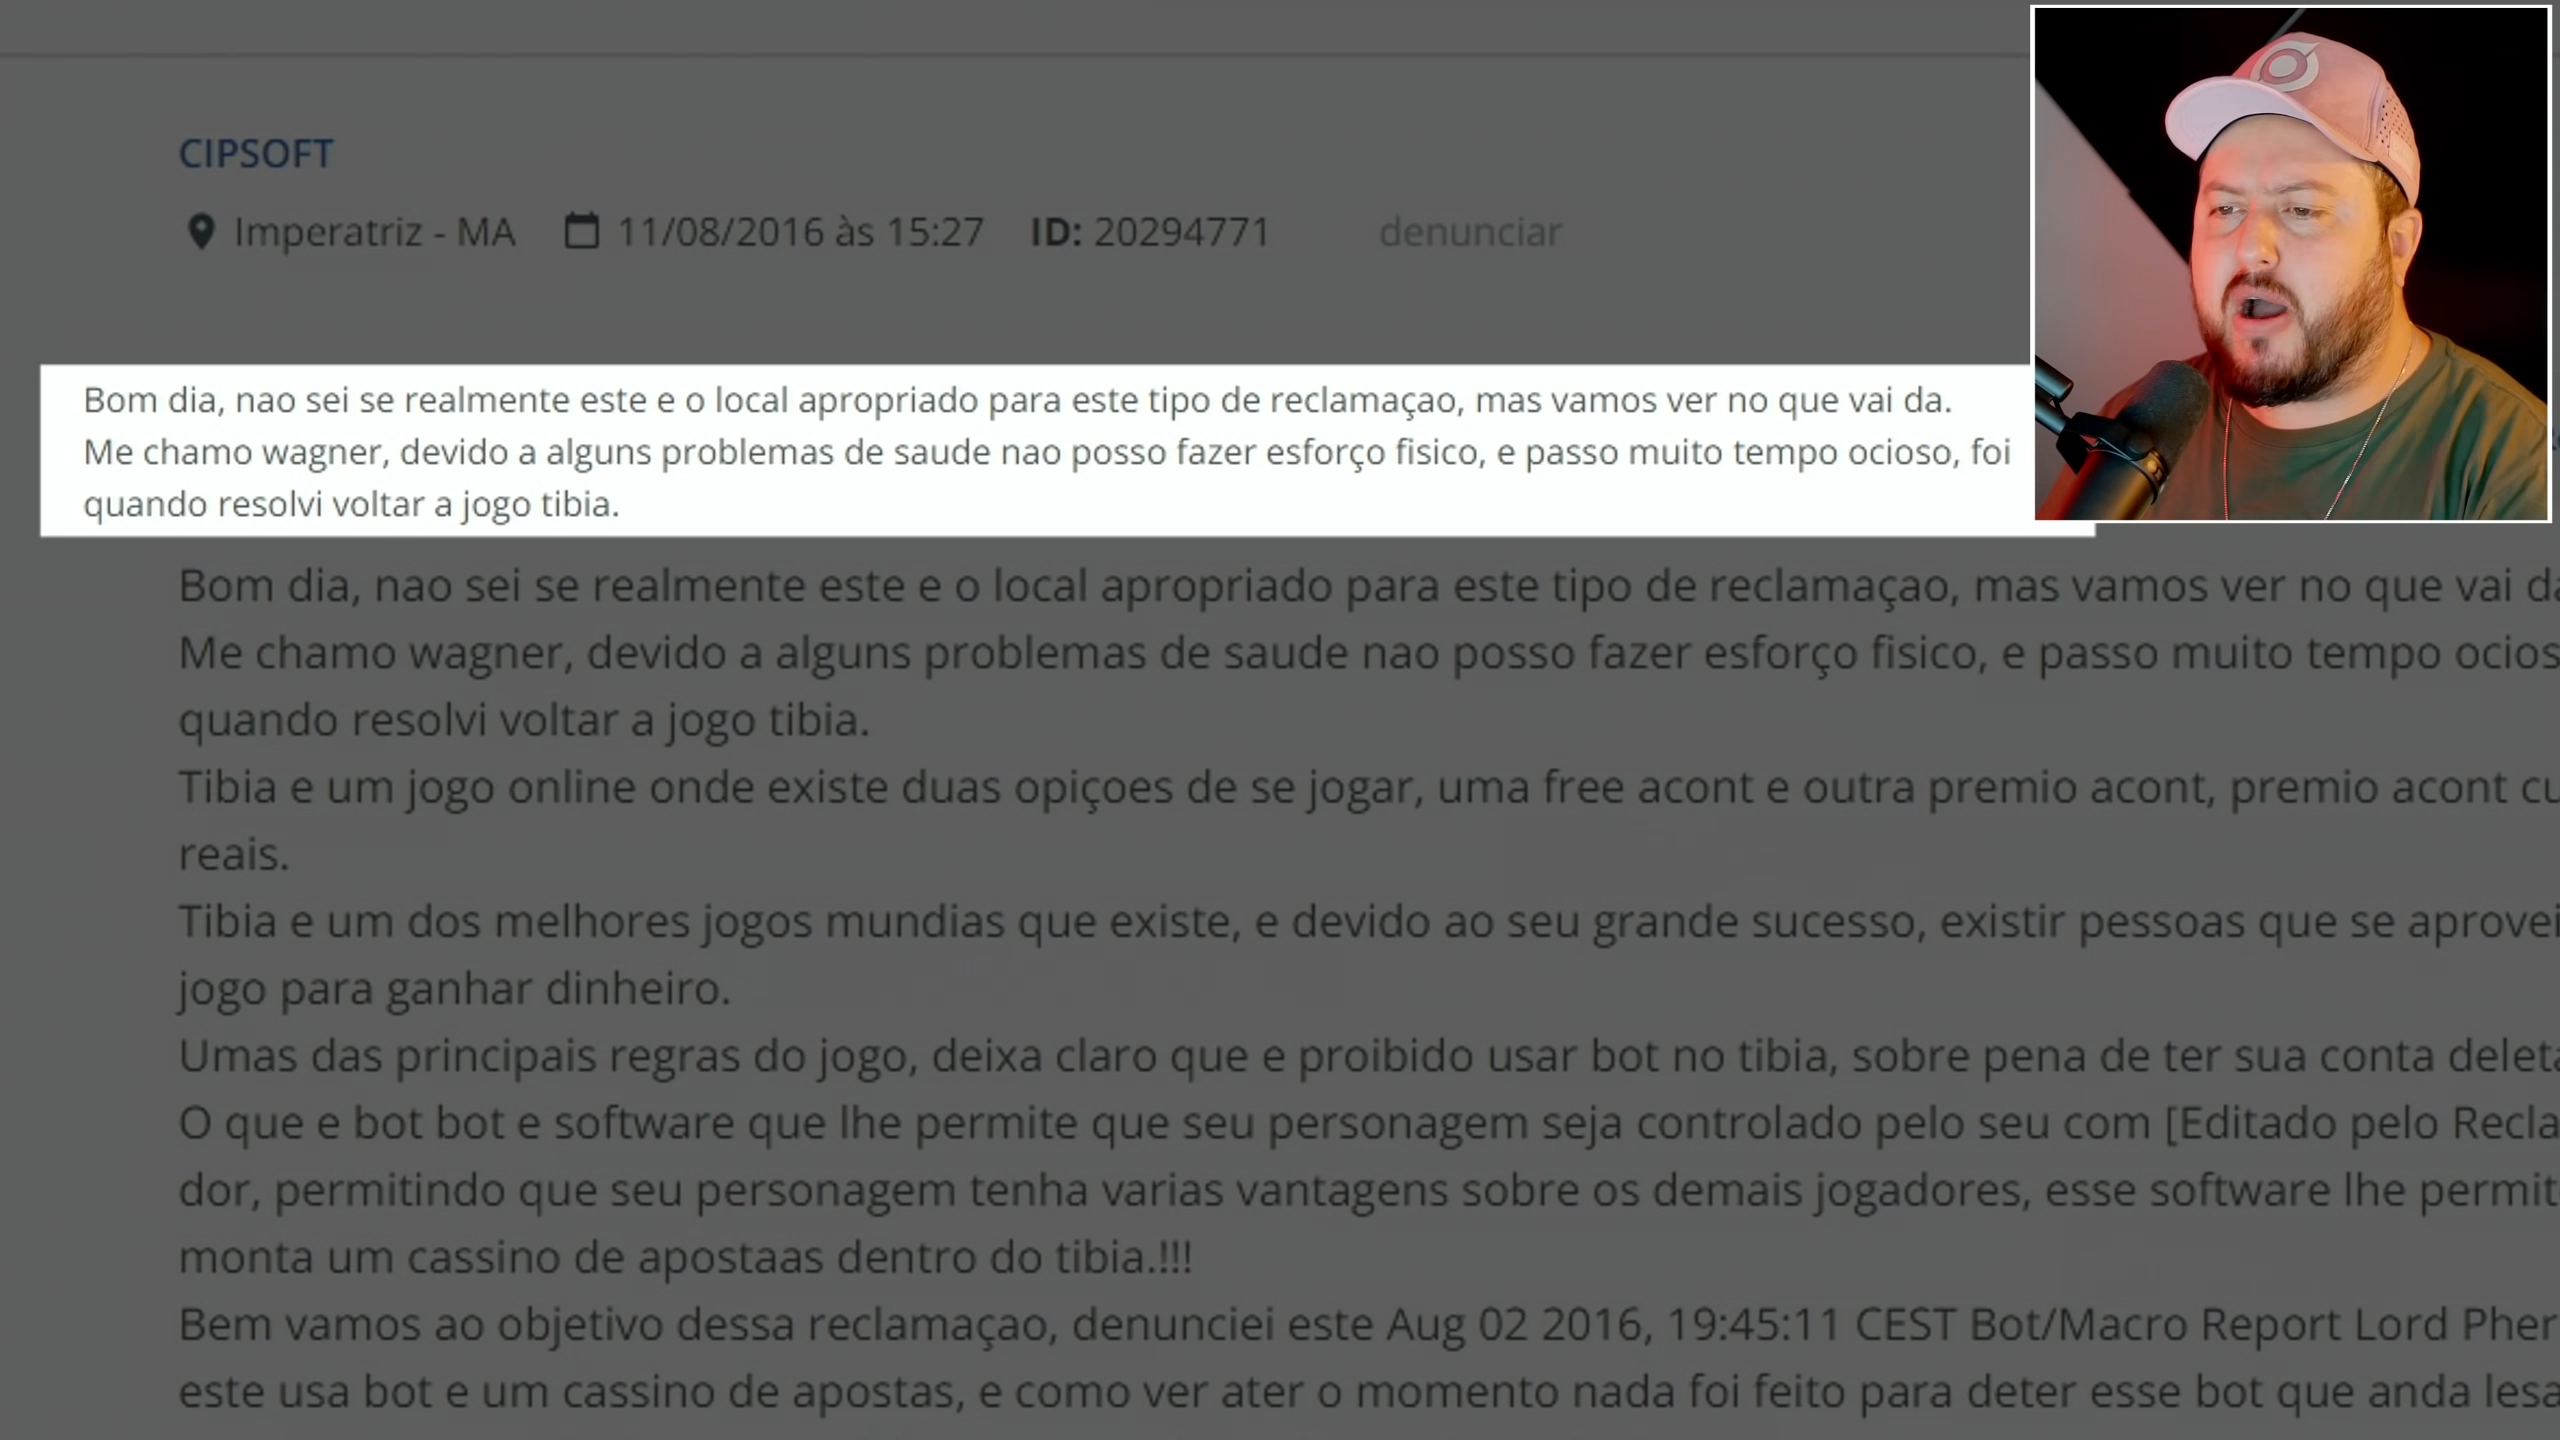 CIPSOFT
Imperatriz - MA 11/08/2016 às 15:27 ID: 20294771 denunciar
Bom dia, nao sei se realmente este e o local apropriado para este tipo de reclamaçao, mas vamos ver no que vai da.
Me chamo wagner, devido a alguns problemas de saude nao posso fazer esforço fisico, e passo muito tempo ocioso, foi
quando resolvi voltar a jogo tibia.
Bom dia, nao sei se realmente este e o local apropriado para este tipo de reclamaçao, mas vamos ver no que vai
Me chamo wagner, devido a alguns problemas de saude nao posso fazer esforço fisico, e passo muito tempo
quando resolvi voltar a jogo tibia.
Tibia e um jogo online onde existe duas opiçoes de se jogar, uma free acont e outra premio acont, premio acont
reais.
Tibia e um dos melhores jogos mundias que existe, e devido ao seu grande sucesso, existir pessoas que se
jogo para ganhar dinheiro.
Umas das principais regras do jogo, deixa claro que e proibido usar bot no tibia, sobre pena de ter sua conta
O que e bot bot e software que lhe permite que seu personagem seja controlado pelo seu com [Editado pelo
dor, permitindo que seu personagem tenha varias vantagens sobre os demais jogadores, esse software lhe
monta um cassino de apostaas dentro do tibia.!!!
Bem vamos ao objetivo dessa reclamaçao, denunciei este Aug 02 2016, 19:45:11 CEST Bot/Macro Report Lord
este usa bot e um cassino de apostas, e como ver ater o momento nada foi feito para deter esse bot que anda